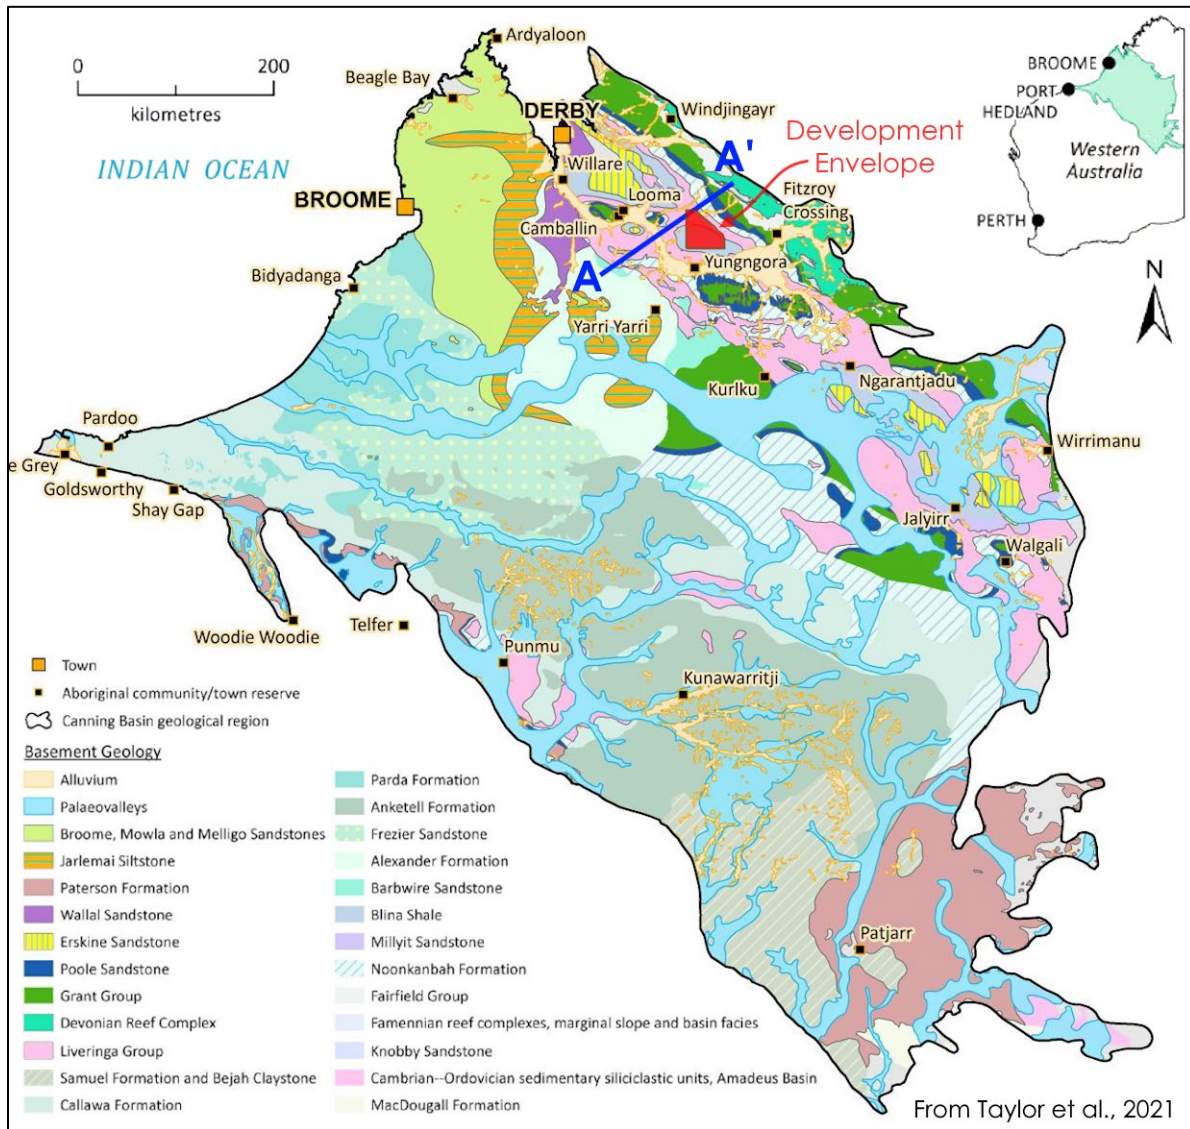 0 200
kilometres
INDIAN OCEAN
Ardyaloon
Beagle Bay
DERBY
Windjingayr
Willare
A'
Development
Envelope
BROOME
Looma
Fitzroy
Crossing
Camballin
A
Yungngora
Bidyadanga
Yarri Yarri
Kurlku
Ngarantjadu
Pardoo
e Grey
Goldsworthy
Shay Gap
Wirrimanu
Jalyirr
Walgali
Woodie Woodie
Telfer
Punmu
Kunawarritji
Patjarr
BROOME
PORT
HEDLAND
Western
Australia
PERTH
N
Town
Aboriginal community/town reserve
Canning Basin geological region
Basement Geology
Alluvium
Palaeovalleys
Broome, Mowla and Melligo Sandstones
Jarlemai Siltstone
Paterson Formation
Wallal Sandstone
Erskine Sandstone
Poole Sandstone
Grant Group
Devonian Reef Complex
Liveringa Group
Samuel Formation and Bejah Claystone
Callawa Formation
Parda Formation
Anketell Formation
Frezier Sandstone
Alexander Formation
Barbwire Sandstone
Blina Shale
Millyit Sandstone
Noonkanbah Formation
Fairfield Group
Famennian reef complexes, marginal slope and basin facies
Knobby Sandstone
Cambrian--Ordovician sedimentary siliciclastic units, Amadeus Basin
MacDougall Formation
From Taylor et al., 2021